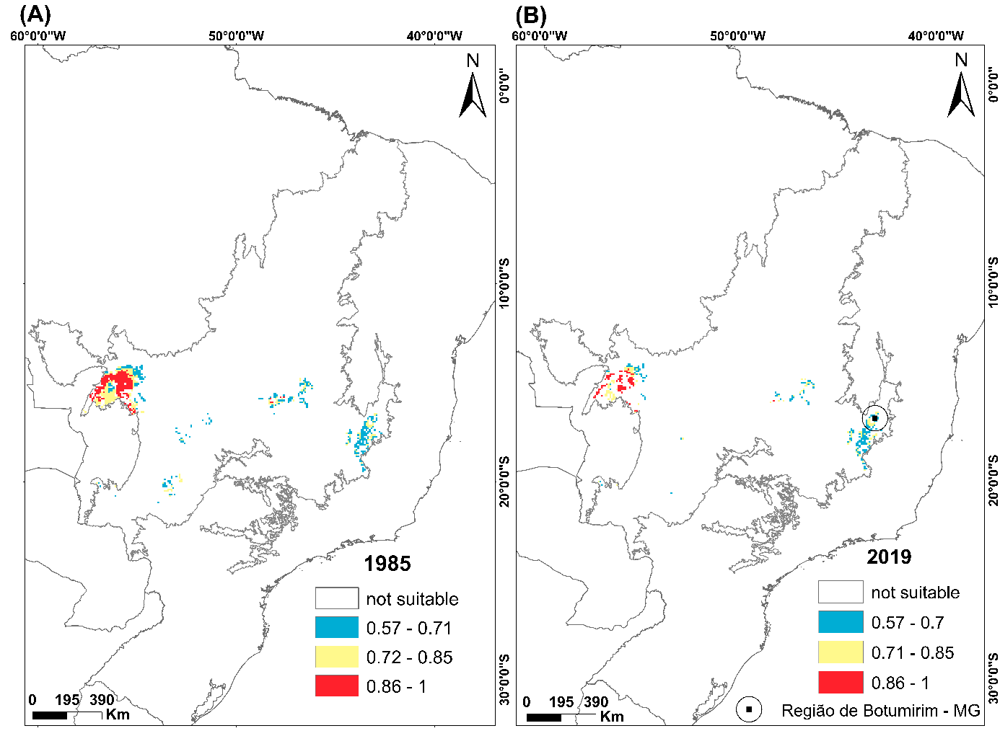 (A)
60°0'0"W 50°0'0"W 40°0'0"W
N
0°0'0"
10°0'0"S
20°0'0"S
30°0'0"S
1985
not suitable
0.57 - 0.71
0.72 - 0.85
0.86 - 1
0 195 390
Km
(B)
60°0'0"W 50°0'0"W 40°0'0"W
N
0°0'0"
10°0'0"S
20°0'0"S
30°0'0"S
2019
not suitable
0.57 - 0.7
0.71 - 0.85
0.86 - 1
0 195 390
Km
Região de Botumirim - MG